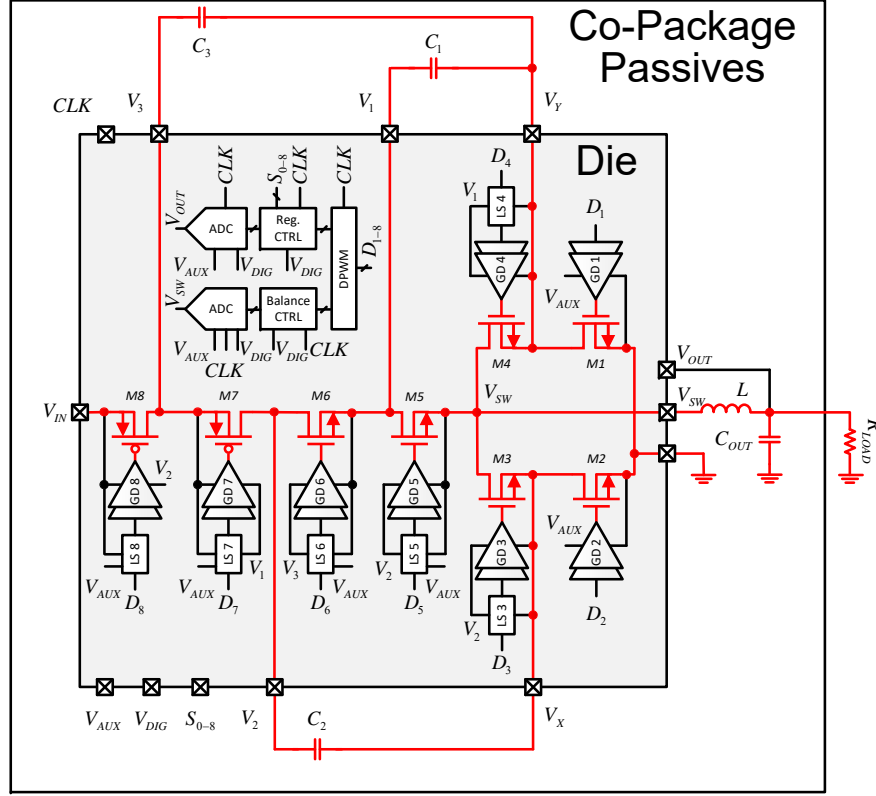 Co-Package
Passives
C3
C1
CLK
V3
V1
VY
Die
CLK
S0–8
CLK
CLK
D4
VOUT
ADC
Reg.
CTRL
DPWM
D1–8
V1
LS 4
D1
VAUX
VDIG
GD 4
GD 1
VSW
ADC
Balance
CTRL
VAUX
VAUX
VDIG
VDIG
CLK
CLK
M4
M1
VOUT
VIN
M8
M7
M6
M5
VSW
VSW
L
COUT
RLOAD
M3
M2
GD 8
V2
GD 7
GD 6
GD 5
GD 3
VAUX
GD 2
LS 8
LS 7
V1
V3
LS 6
V2
LS 5
VAUX
VAUX
VAUX
VAUX
D8
D7
D6
D5
V2
LS 3
D2
D3
VAUX
VDIG
S0–8
V2
C2
VX